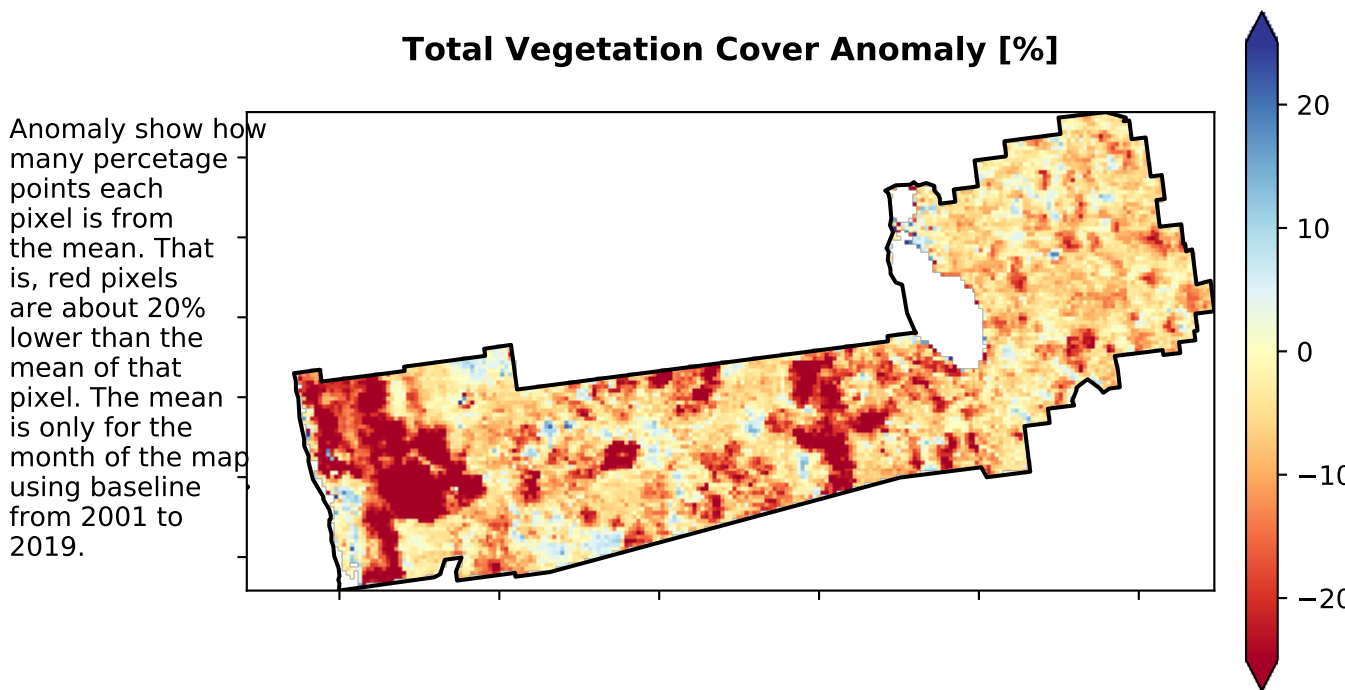 Total Vegetation Cover Anomaly [%]
Anomaly show how
many percetage
points each
pixel is from
the mean. That
is, red pixels
are about 20%
lower than the
mean of that
pixel. The mean
is only for the
month of the map
using baseline
from 2001 to
2019.
20
10
0
−10
−20